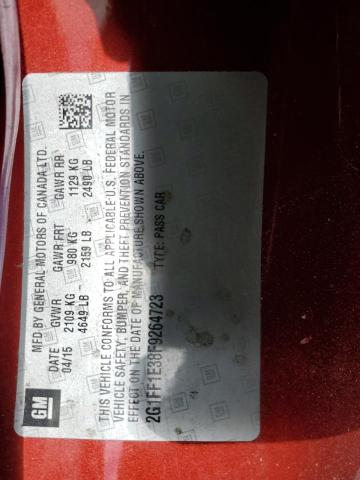 MFD BY GENERAL MOTORS OF CANADA LTD.
DATE GVWR GAWR FRT GAWR RR
04/15 2109 KG 980 KG 1129 KG
4649 LB 2159 LB 2490 LB
THIS VEHICLE CONFORMS TO ALL APPLICABLE U.S. FEDERAL MOTOR
VEHICLE SAFETY, BUMPER, AND THEFT PREVENTION STANDARDS IN
EFFECT ON THE DATE OF MANUFACTURE SHOWN ABOVE.
2G1FF1E38F9264723 TYPE: PASS CAR
GM